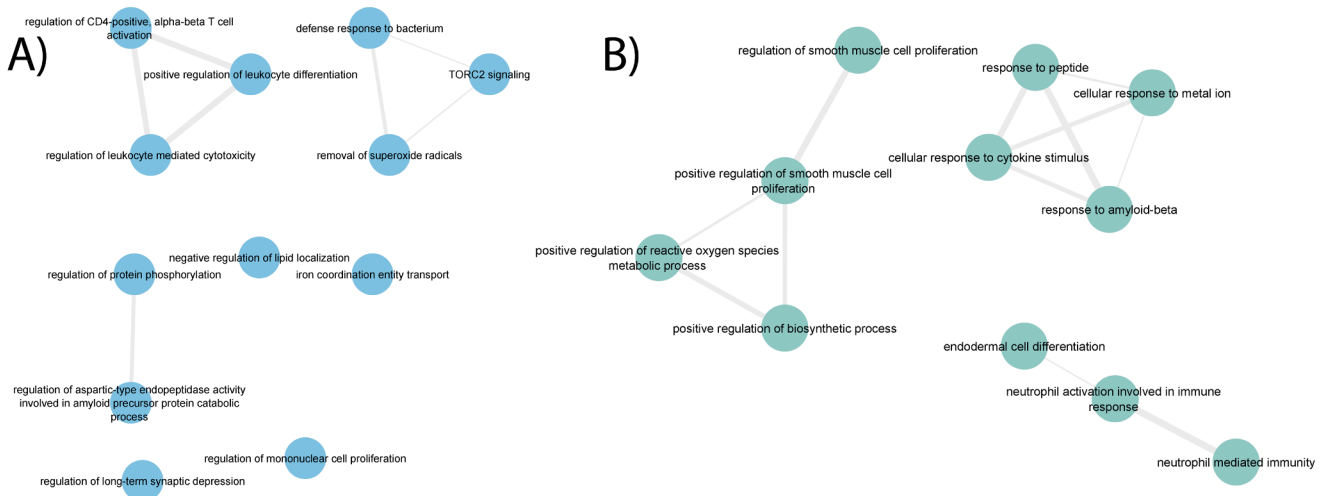 A)
regulation of CD4-positive, alpha-beta T cell
activation
positive regulation of leukocyte differentiation
regulation of leukocyte mediated cytotoxicity
defense response to bacterium
TORC2 signaling
removal of superoxide radicals
negative regulation of lipid localization
regulation of protein phosphorylation
iron coordination entity transport
regulation of aspartic-type endopeptidase activity
involved in amyloid precursor protein catabolic
process
regulation of mononuclear cell proliferation
regulation of long-term synaptic depression
B)
regulation of smooth muscle cell proliferation
response to peptide
cellular response to metal ion
cellular response to cytokine stimulus
response to amyloid-beta
positive regulation of smooth muscle cell
proliferation
positive regulation of reactive oxygen species
metabolic process
positive regulation of biosynthetic process
endodermal cell differentiation
neutrophil activation involved in immune
response
neutrophil mediated immunity